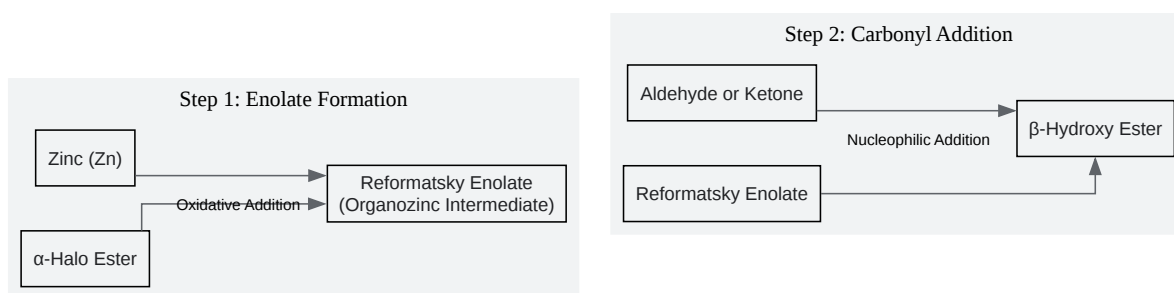 Step 1: Enolate Formation
Zinc (Zn)
Oxidative Addition
α-Halo Ester
Reformatsky Enolate
(Organozinc Intermediate)
Step 2: Carbonyl Addition
Aldehyde or Ketone
Nucleophilic Addition
β-Hydroxy Ester
Reformatsky Enolate